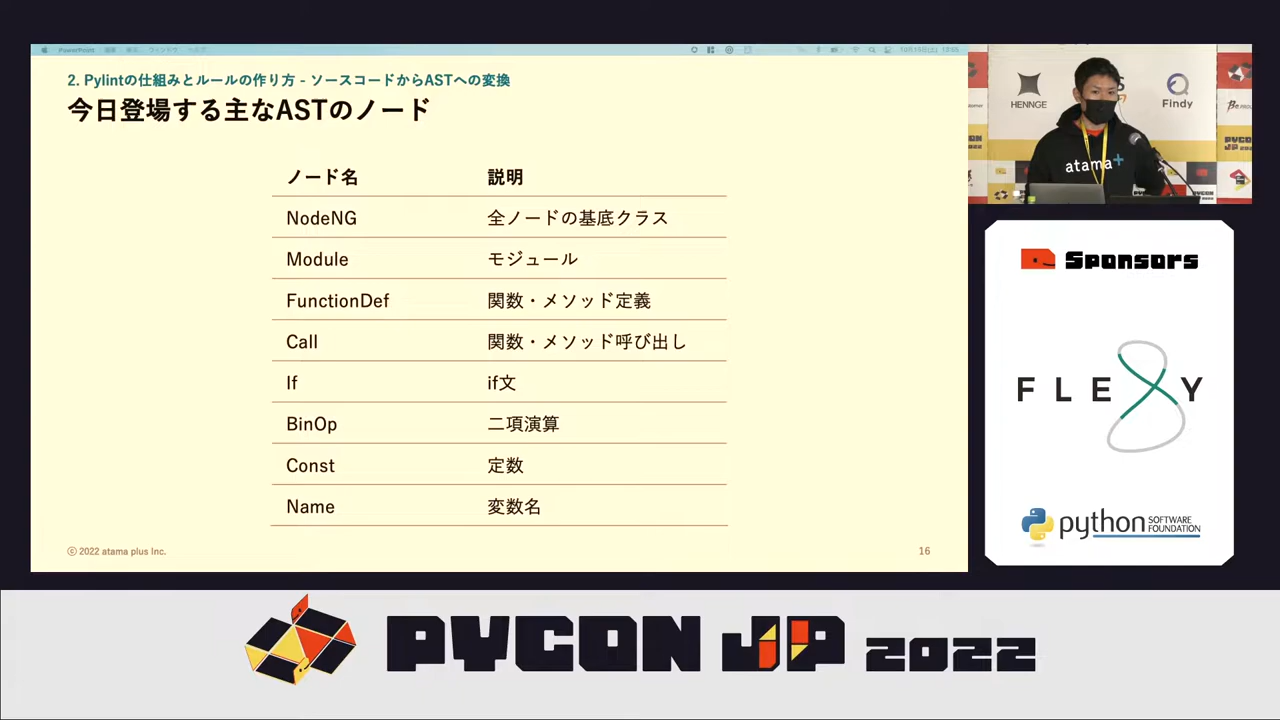 PowerPoint
2. Pylintの仕組みとルールの作り方 - ソースコードからASTへの変換
今日登場する主なASTのノード
ノード名 説明
NodeNG 全ノードの基底クラス
Module モジュール
FunctionDef 関数・メソッド定義
Call 関数・メソッド呼び出し
If if文
BinOp 二項演算
Const 定数
Name 変数名
© 2022 atama plus Inc.
16
HENNGE
Findy
atama+
Sponsors
FLEXY
python SOFTWARE FOUNDATION
PYCON JP 2022